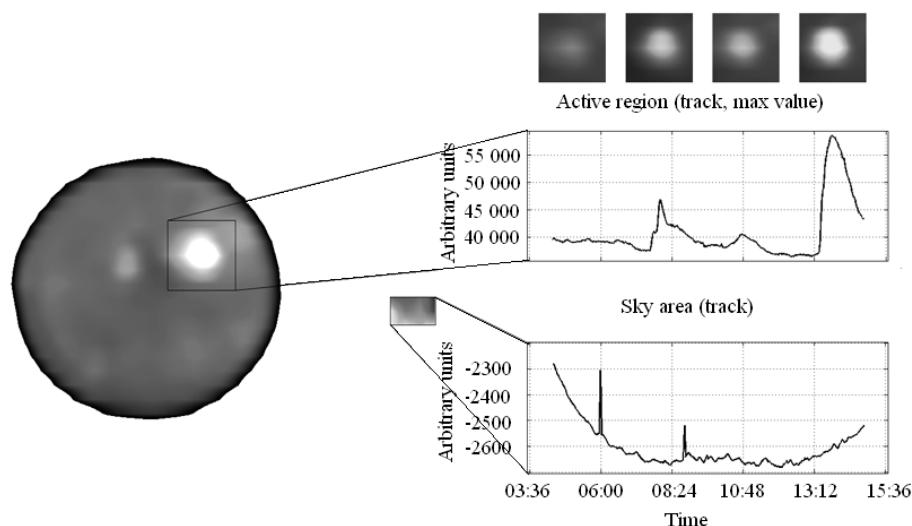 Active region (track, max value)
Arbitrary units
55 000
50 000
45 000
40 000
Sky area (track)
Arbitrary units
-2300
-2400
-2500
-2600
03:36 06:00 08:24 10:48 13:12 15:36
Time